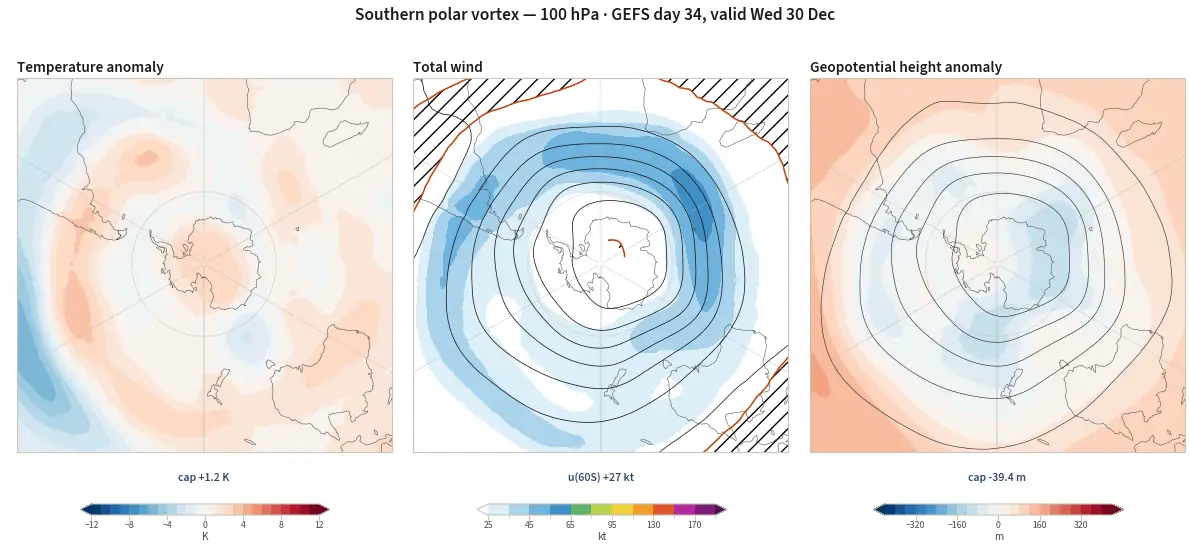 Southern polar vortex — 100 hPa · GEFS day 34, valid Wed 30 Dec
Temperature anomaly
Total wind
Geopotential height anomaly
cap +1.2 K
u(60S) +27 kt
cap -39.4 m
−12 −8 −4 0 4 8 12
K
25 45 65 95 130 170
kt
−320 −160 0 160 320
m